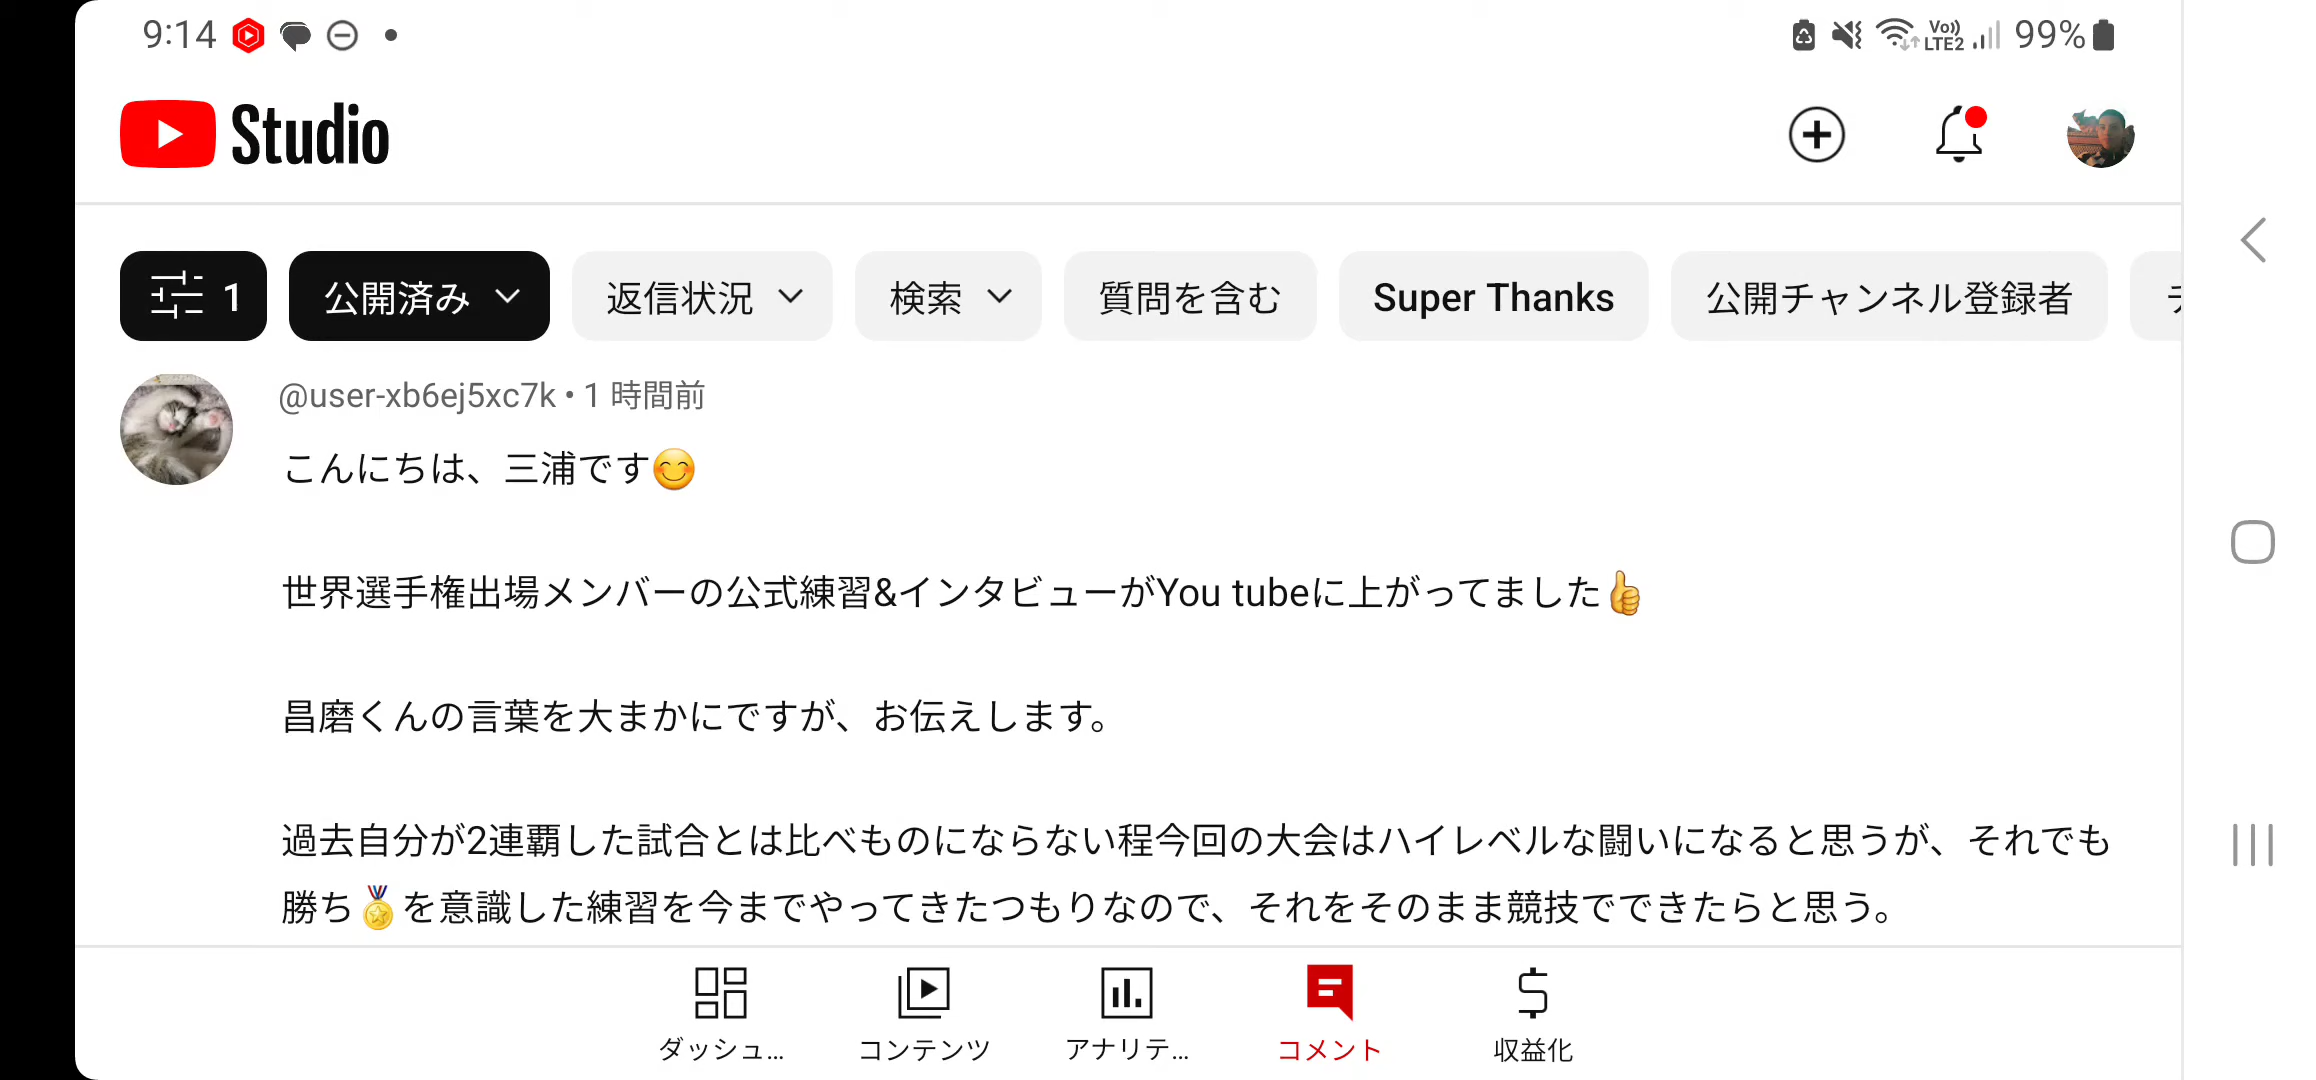 9:14 Vo)) LTE2 99%
Studio
1 公開済み 返信状況 検索 質問を含む Super Thanks 公開チャンネル登録者
@user-xb6ej5xc7k • 1 時間前
こんにちは、三浦です😊
世界選手権出場メンバーの公式練習&インタビューがYou tubeに上がってました👍
昌磨くんの言葉を大まかにですが、お伝えします。
過去自分が2連覇した試合とは比べものにならない程今回の大会はハイレベルな闘いになると思うが、それでも
勝ち🏅を意識した練習を今までやってきたつもりなので、それをそのまま競技でできたらと思う。
ダッシュ... コンテンツ アナリテ... コメント 収益化